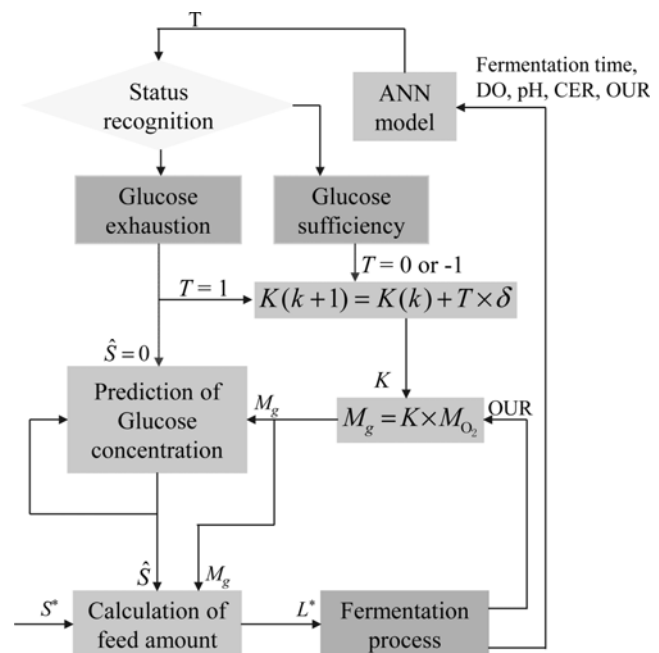 T
Fermentation time,
DO, pH, CER, OUR
Status
recognition
ANN
model
Glucose
exhaustion
Glucose
sufficiency
T = 0 or -1
T = 1
K(k+1) = K(k) + T × δ
Ŝ = 0
K
Prediction of
Glucose
concentration
M_g
M_g = K × M_O₂
OUR
Ŝ
M_g
S*
Calculation of
feed amount
L*
Fermentation
process